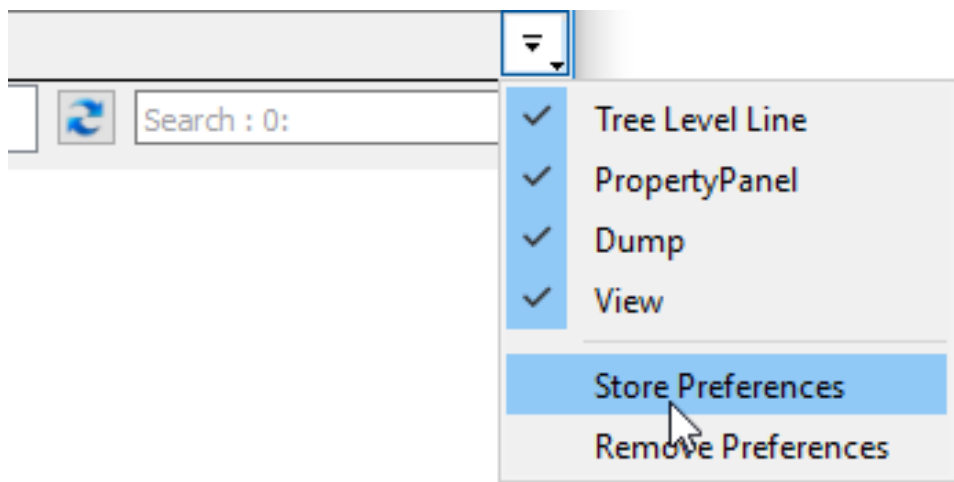 Search : 0:
Tree Level Line
PropertyPanel
Dump
View
Store Preferences
Remove Preferences